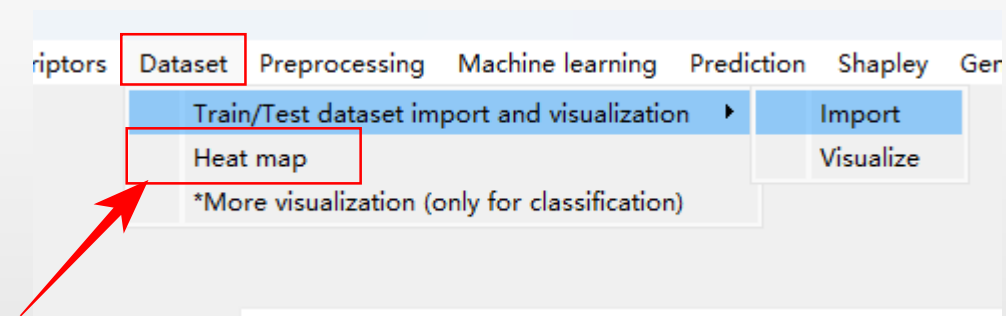 riptors Dataset Preprocessing Machine learning Prediction Shapley Ger
Train/Test dataset import and visualization Import
Heat map Visualize
*More visualization (only for classification)